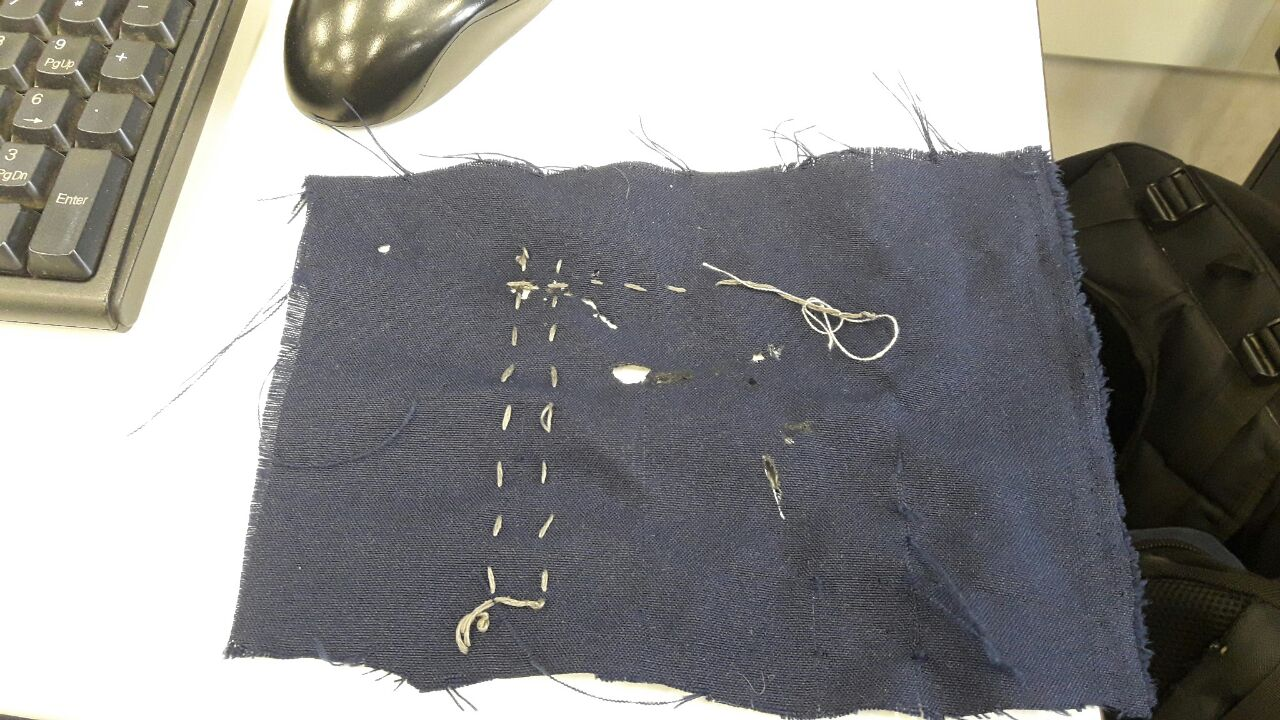 / * -
9 PgUp +
6 →
3 PgDn Enter